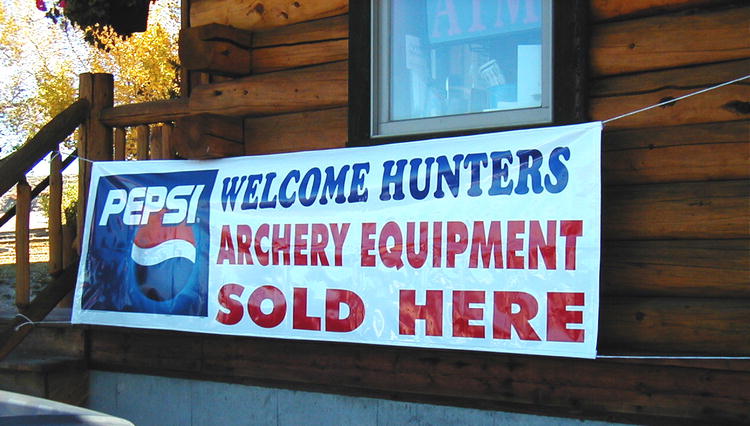 ATM
PEPSI
WELCOME HUNTERS
ARCHERY EQUIPMENT
SOLD HERE